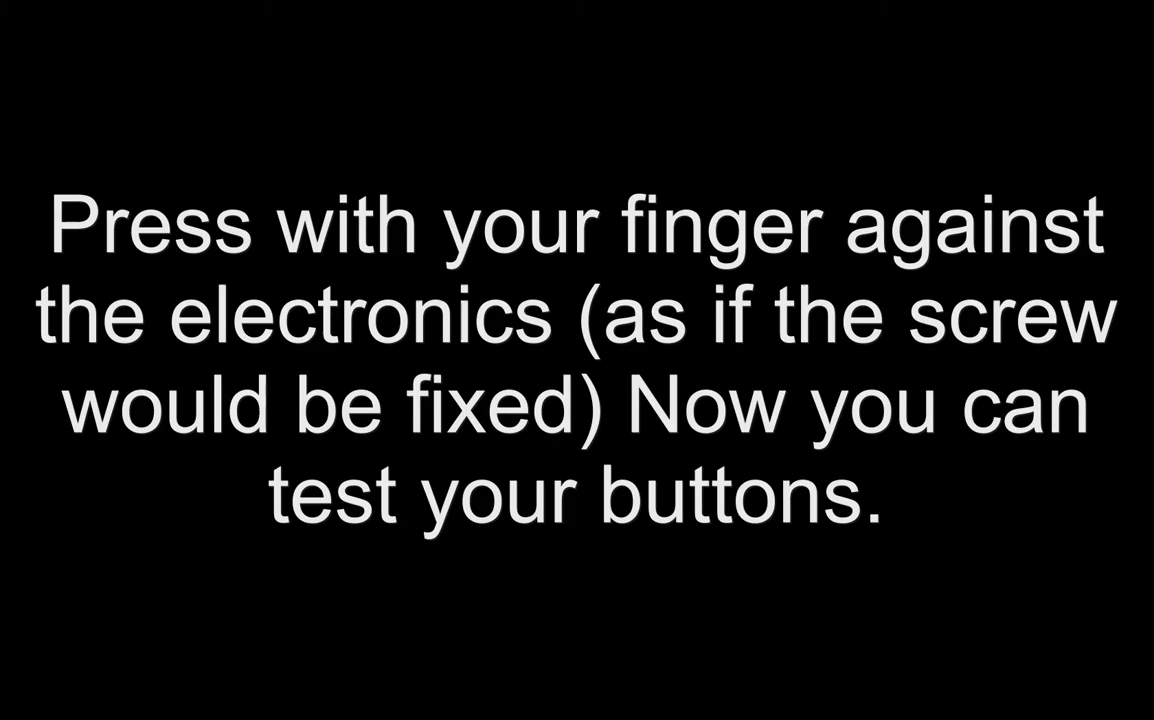 Press with your finger against
the electronics (as if the screw
would be fixed) Now you can
test your buttons.